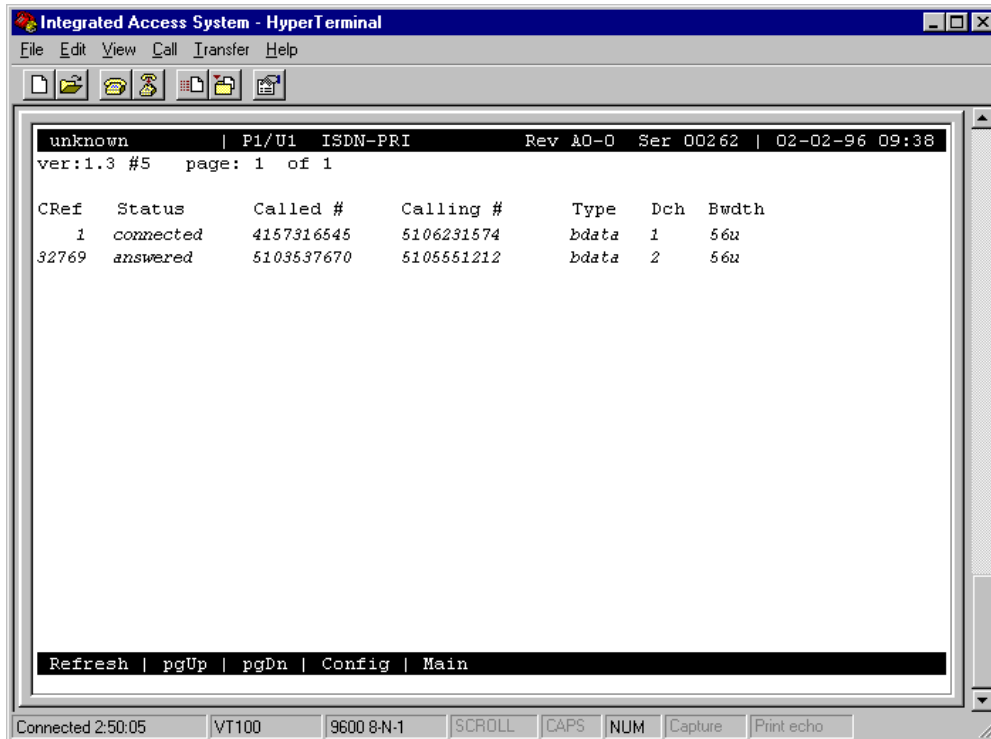 Integrated Access System - HyperTerminal
File Edit View Call Transfer Help
unknown | P1/U1 ISDN-PRI Rev A0-0 Ser 00262 | 02-02-96 09:38
ver:1.3 #5 page: 1 of 1
CRef Status Called # Calling # Type Dch Bwdth
1 connected 4157316545 5106231574 bdata 1 56u
32769 answered 5103537670 5105551212 bdata 2 56u
Refresh | pgUp | pgDn | Config | Main
Connected 2:50:05 VT100 9600 8-N-1 SCROLL CAPS NUM Capture Print echo